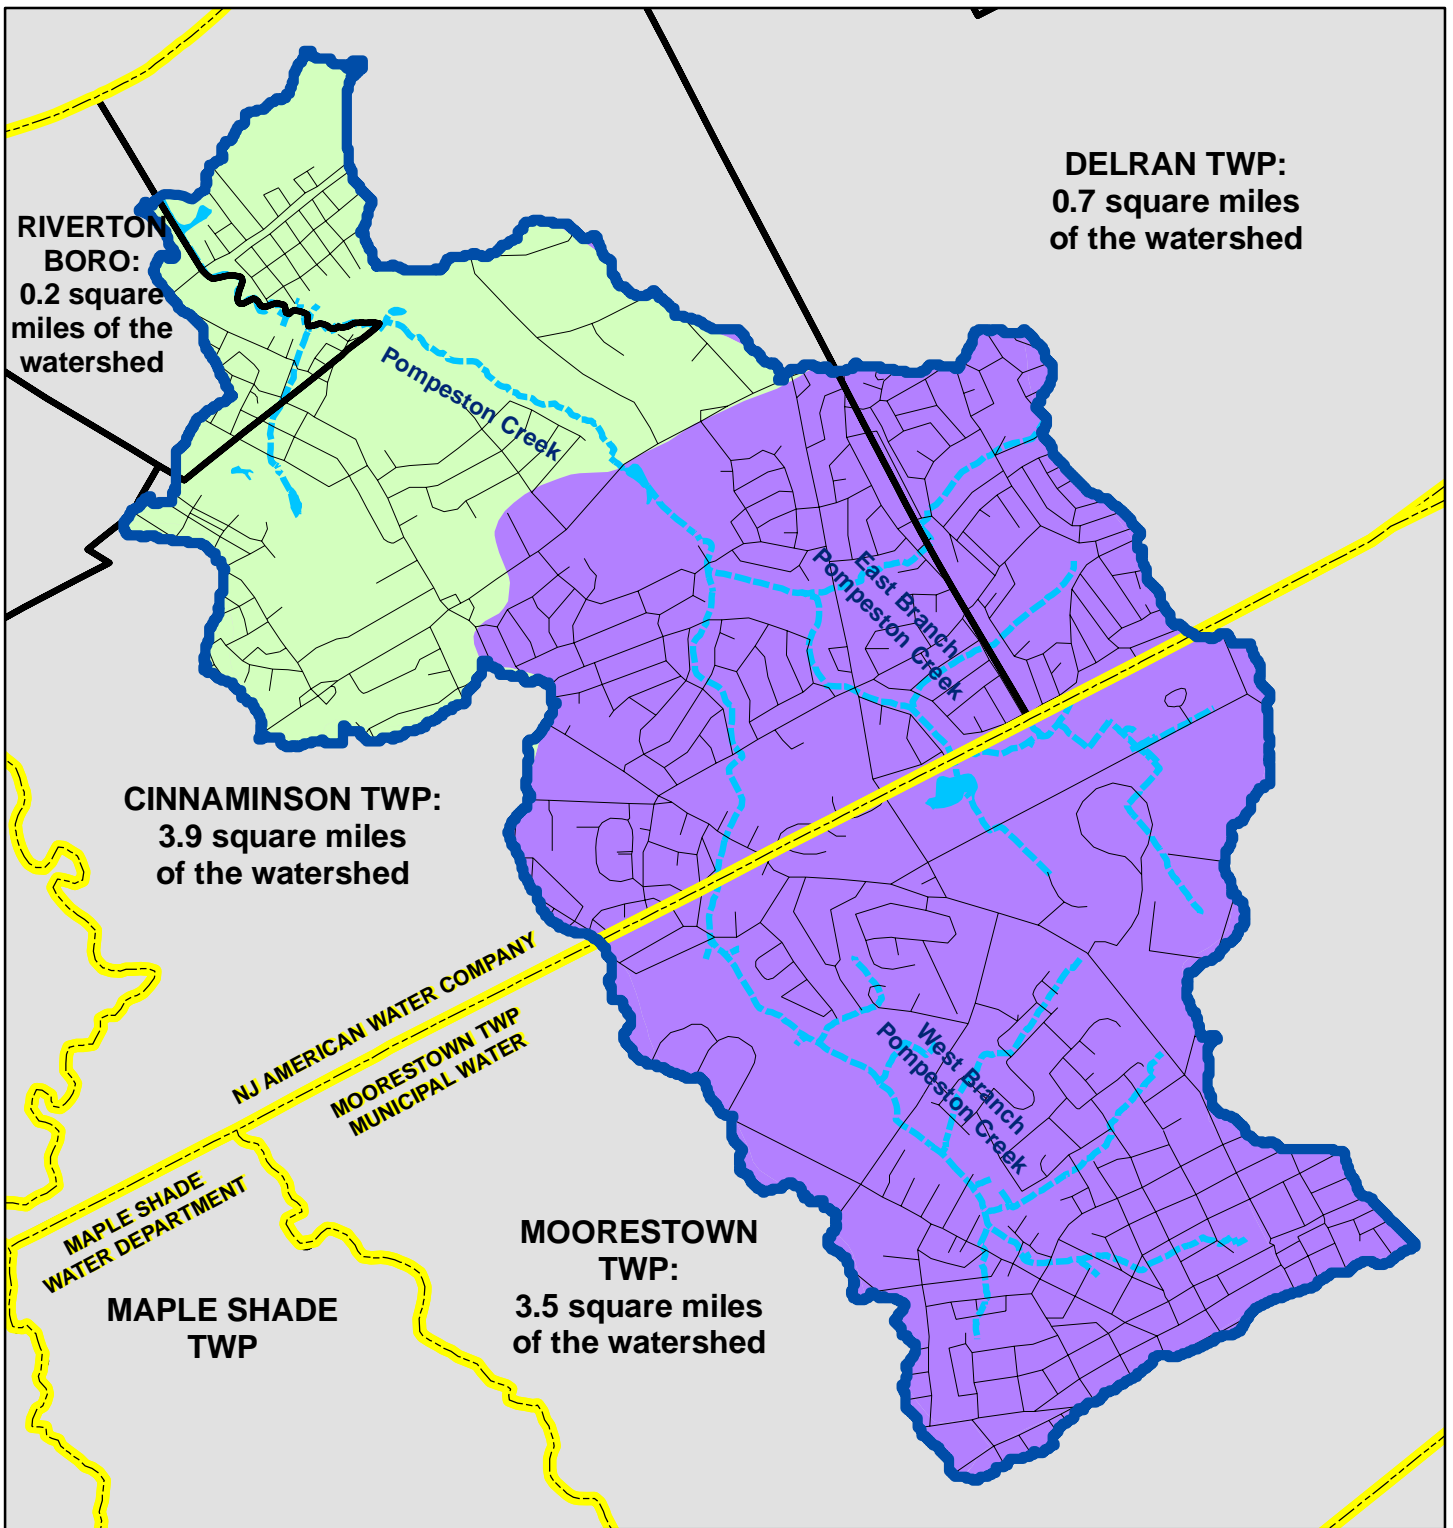 DELRAN TWP:
0.7 square miles
of the watershed
RIVERTON
BORO:
0.2 square
miles of the
watershed
Pompeston Creek
East Branch
Pompeston Creek
CINNAMINSON TWP:
3.9 square miles
of the watershed
NJ AMERICAN WATER COMPANY
MOORESTOWN TWP
MUNICIPAL WATER
West Branch
Pompeston Creek
MAPLE SHADE
WATER DEPARTMENT
MOORESTOWN
TWP:
3.5 square miles
of the watershed
MAPLE SHADE
TWP